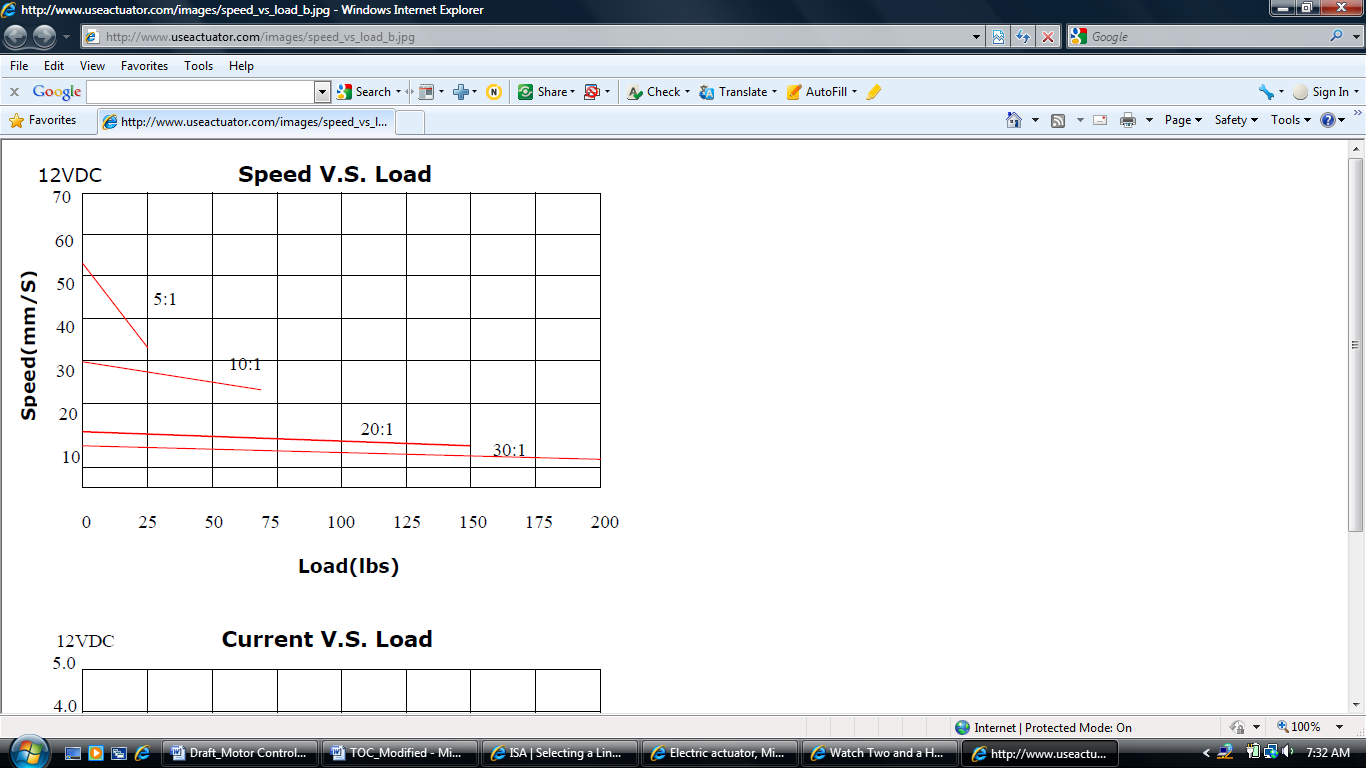 http://www.useactuator.com/images/speed_vs_load_b.jpg - Windows Internet Explorer
http://www.useactuator.com/images/speed_vs_load_b.jpg
Google
File Edit View Favorites Tools Help
x Google Search Share Check Translate AutoFill Sign In
Favorites http://www.useactuator.com/images/speed_vs_l... Page Safety Tools
12VDC Speed V.S. Load
70
60
50
5:1
40
10:1
30
20
20:1
30:1
10
Speed(mm/S)
0 25 50 75 100 125 150 175 200
Load(lbs)
12VDC Current V.S. Load
5.0
4.0
Internet | Protected Mode: On 100%
Draft_Motor Control... TOC_Modified - Mi... ISA | Selecting a Lin... Electric actuator, Mi... Watch Two and a H... http://www.useactu... 7:32 AM